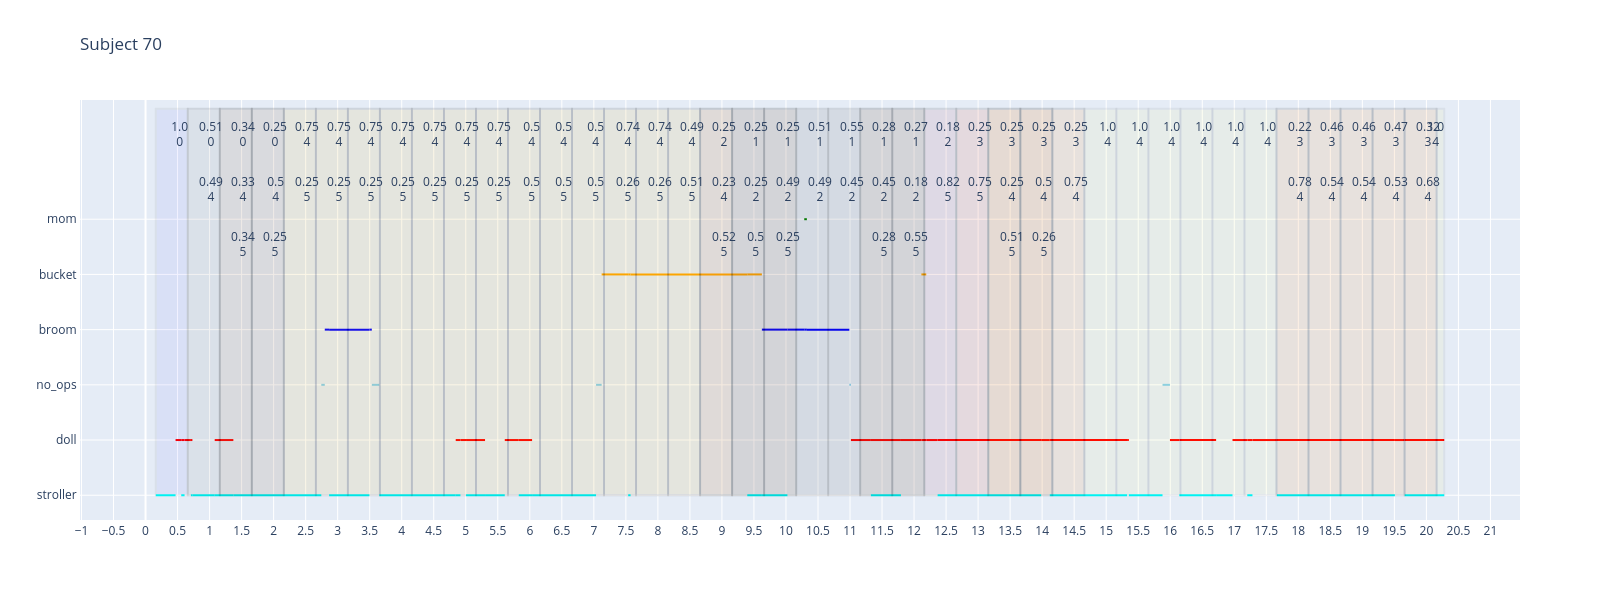 Subject 70
1.0 0.51 0.34 0.25 0.75 0.75 0.75 0.75 0.75 0.75 0.75 0.5 0.5 0.5 0.74 0.74 0.49 0.25 0.25 0.25 0.51 0.55 0.28 0.27 0.18 0.25 0.25 0.25 0.25 1.0 1.0 1.0 1.0 1.0 1.0 0.22 0.46 0.46 0.47 0.32 1.0
0 0 0 0 4 4 4 4 4 4 4 4 4 4 4 4 4 2 1 1 1 1 1 1 2 3 3 3 3 4 4 4 4 4 4 3 3 3 3 3 4
0.49 0.33 0.5 0.25 0.25 0.25 0.25 0.25 0.25 0.25 0.5 0.5 0.5 0.26 0.26 0.51 0.23 0.25 0.49 0.49 0.45 0.45 0.18 0.82 0.75 0.25 0.5 0.75 0.78 0.54 0.54 0.53 0.68
4 4 4 5 5 5 5 5 5 5 5 5 5 5 5 5 4 2 2 2 2 2 2 5 5 4 4 4 4 4 4 4 4
mom
0.34 0.25 0.52 0.5 0.25 0.28 0.55 0.51 0.26
5 5 5 5 5 5 5 5 5
bucket
broom
no_ops
doll
stroller
−1 −0.5 0 0.5 1 1.5 2 2.5 3 3.5 4 4.5 5 5.5 6 6.5 7 7.5 8 8.5 9 9.5 10 10.5 11 11.5 12 12.5 13 13.5 14 14.5 15 15.5 16 16.5 17 17.5 18 18.5 19 19.5 20 20.5 21